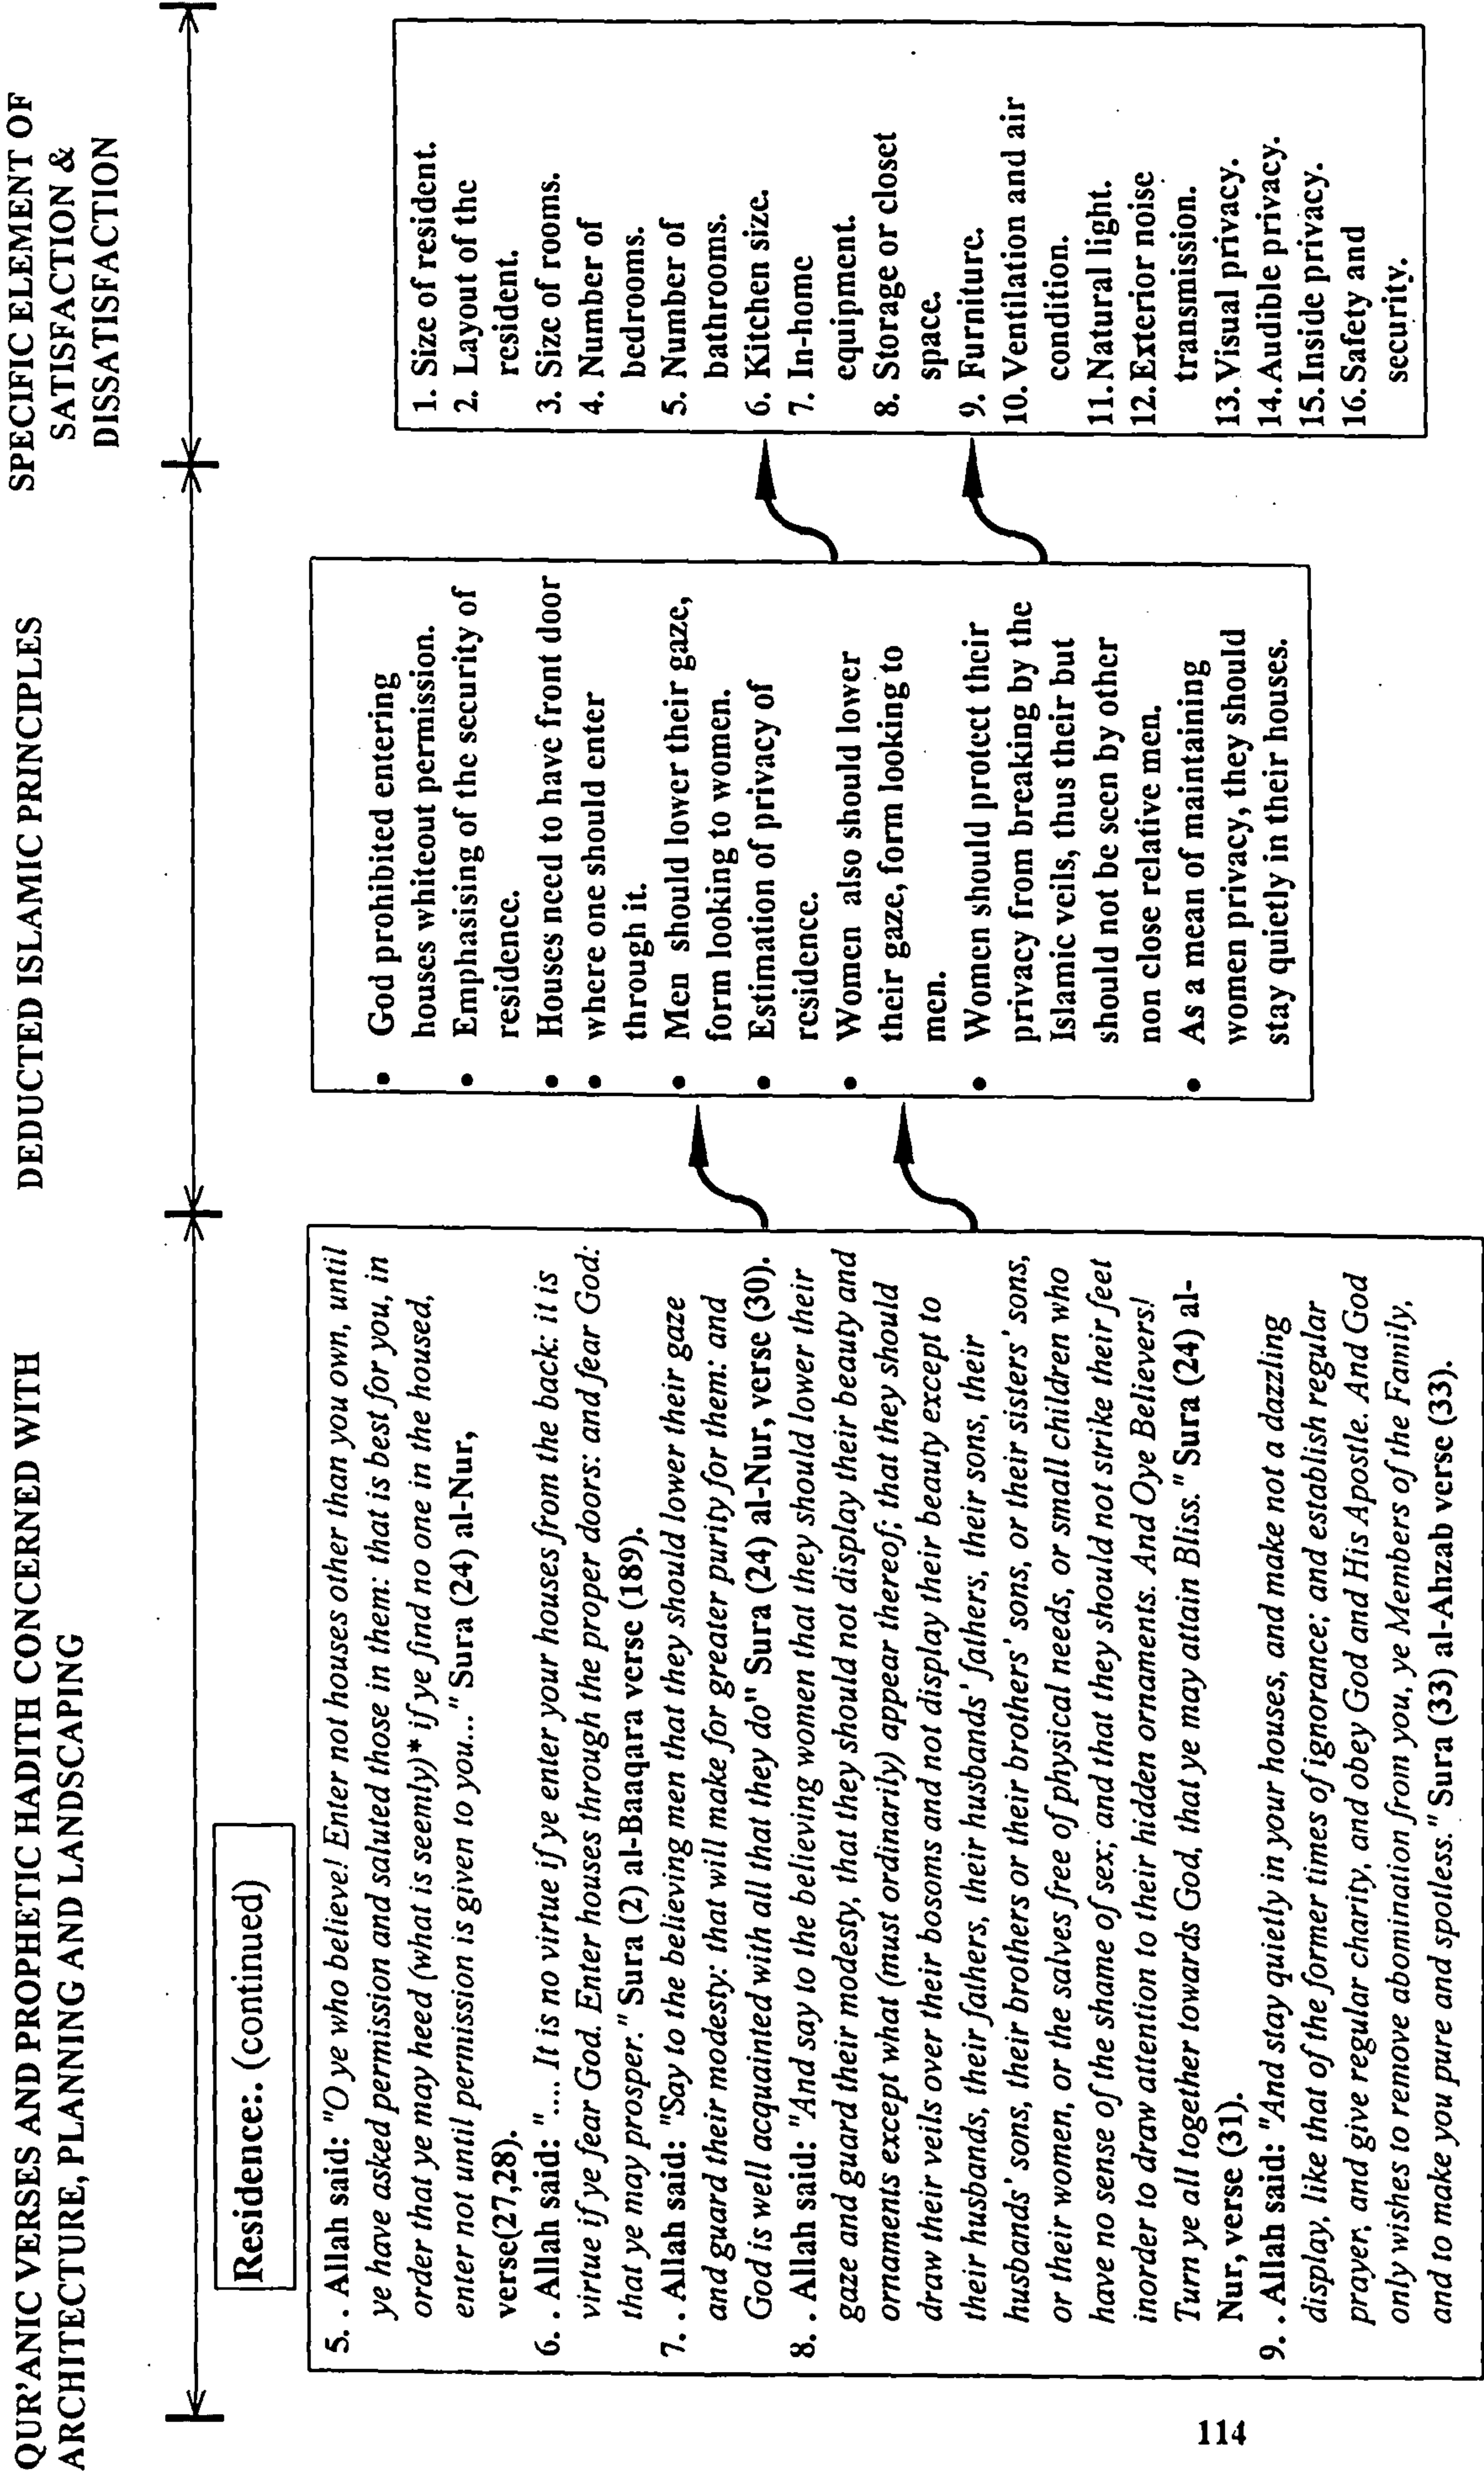 QUR'ANIC VERSES AND PROPHETIC HADITH CONCERNED WITH
ARCHITECTURE, PLANNING AND LANDSCAPING
DEDUCTED ISLAMIC PRINCIPLES
SPECIFIC ELEMENT OF
SATISFACTION &
DISSATISFACTION
Residence:. (continued)
5. . Allah said: "O ye who believe! Enter not houses other than you own, until
ye have asked permission and saluted those in them: that is best for you, in
order that ye may heed (what is seemly)* if ye find no one in the housed,
enter not until permission is given to you..." Sura (24) al-Nur,
verse(27,28).
6. . Allah said: ".... It is no virtue if ye enter your houses from the back: it is
virtue if ye fear God. Enter houses through the proper doors: and fear God:
that ye may prosper." Sura (2) al-Baaqara verse (189).
7. . Allah said: "Say to the believing men that they should lower their gaze
and guard their modesty: that will make for greater purity for them: and
God is well acquainted with all that they do" Sura (24) al-Nur, verse (30).
8. . Allah said: "And say to the believing women that they should lower their
gaze and guard their modesty, that they should not display their beauty and
ornaments except what (must ordinarily) appear thereof; that they should
draw their veils over their bosoms and not display their beauty except to
their husbands, their fathers, their husbands' fathers, their sons, their
husbands' sons, their brothers or their brothers' sons, or their sisters' sons,
or their women, or the salves free of physical needs, or small children who
have no sense of the shame of sex; and that they should not strike their feet
inorder to draw attention to their hidden ornaments. And Oye Believers!
Turn ye all together towards God, that ye may attain Bliss." Sura (24) al-
Nur, verse (31).
9. . Allah said: "And stay quietly in your houses, and make not a dazzling
display, like that of the former times of ignorance; and establish regular
prayer, and give regular charity, and obey God and His Apostle. And God
only wishes to remove abomination from you, ye Members of the Family,
and to make you pure and spotless." Sura (33) al-Ahzab verse (33).
• God prohibited entering
houses whiteout permission.
• Emphasising of the security of
residence.
• Houses need to have front door
• where one should enter
through it.
• Men should lower their gaze,
form looking to women.
• Estimation of privacy of
residence.
• Women also should lower
their gaze, form looking to
men.
• Women should protect their
privacy from breaking by the
Islamic veils, thus their but
should not be seen by other
non close relative men.
• As a mean of maintaining
women privacy, they should
stay quietly in their houses.
1. Size of resident.
2. Layout of the
resident.
3. Size of rooms.
4. Number of
bedrooms.
5. Number of
bathrooms.
6. Kitchen size.
7. In-home
equipment.
8. Storage or closet
space.
9. Furniture.
10. Ventilation and air
condition.
11. Natural light.
12. Exterior noise
transmission.
13. Visual privacy.
14. Audible privacy.
15. Inside privacy.
16. Safety and
security.
114